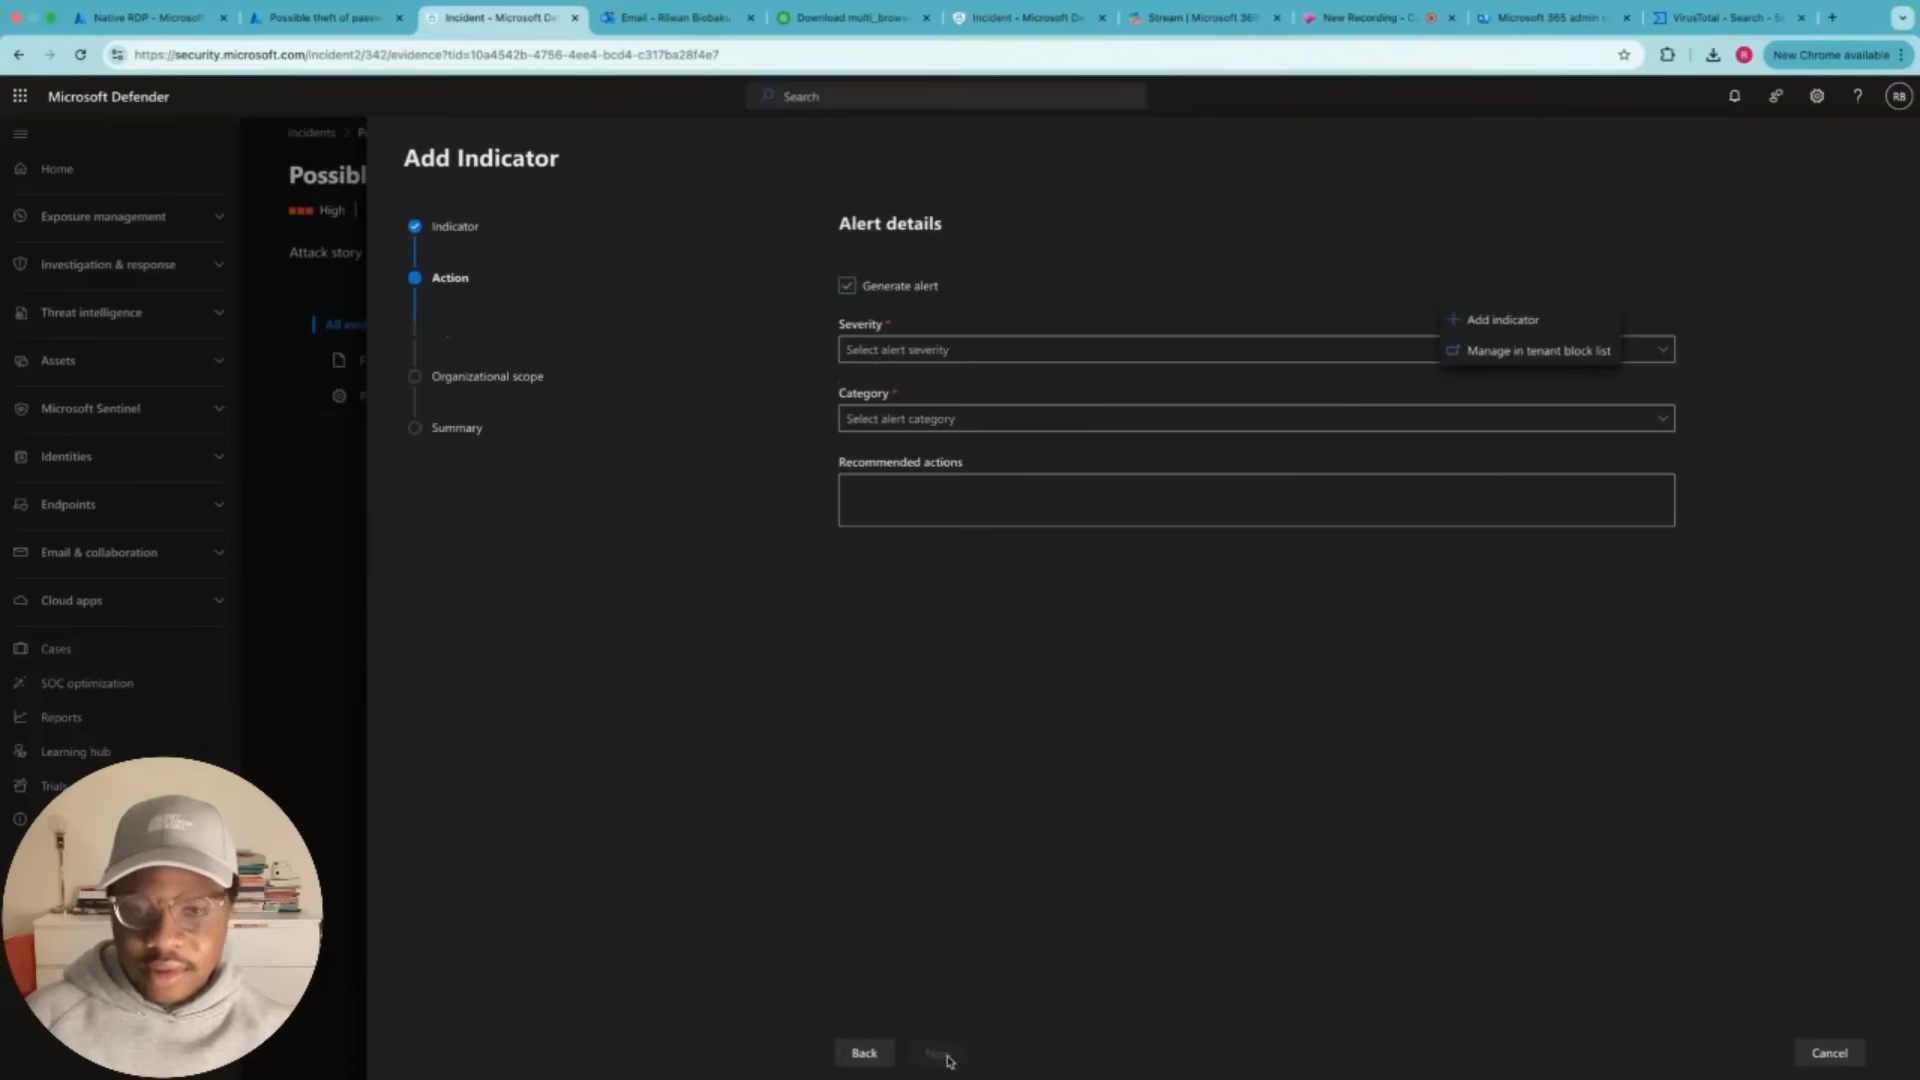 Native RDP - Microsoft
Possible theft of passw
Incident - Microsoft De
Email - Rilwan Biobaku
Download multi_brows
Incident - Microsoft De
Stream | Microsoft 365
New Recording - C
Microsoft 365 admin c
VirusTotal - Search - S
https://security.microsoft.com/incident2/342/evidence?tid=10a4542b-4756-4ee4-bcd4-c317ba28f4e7
New Chrome available
Microsoft Defender
Search
RB
Home
Exposure management
Investigation & response
Threat intelligence
Assets
Microsoft Sentinel
Identities
Endpoints
Email & collaboration
Cloud apps
Cases
SOC optimization
Reports
Learning hub
Trials
Incidents > P
Possibl
High
Attack story
All evi
F
P
Add Indicator
Indicator
Action
Organizational scope
Summary
Alert details
Generate alert
Severity *
Select alert severity
Add indicator
Manage in tenant block list
Category *
Select alert category
Recommended actions
Back
Cancel